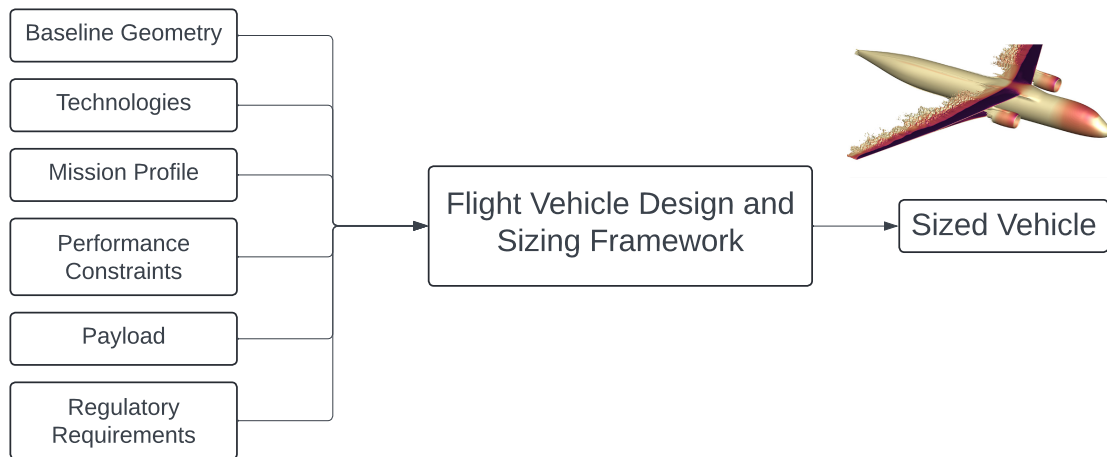 Baseline Geometry
Technologies
Mission Profile
Performance
Constraints
Payload
Regulatory
Requirements
Flight Vehicle Design and
Sizing Framework
Sized Vehicle